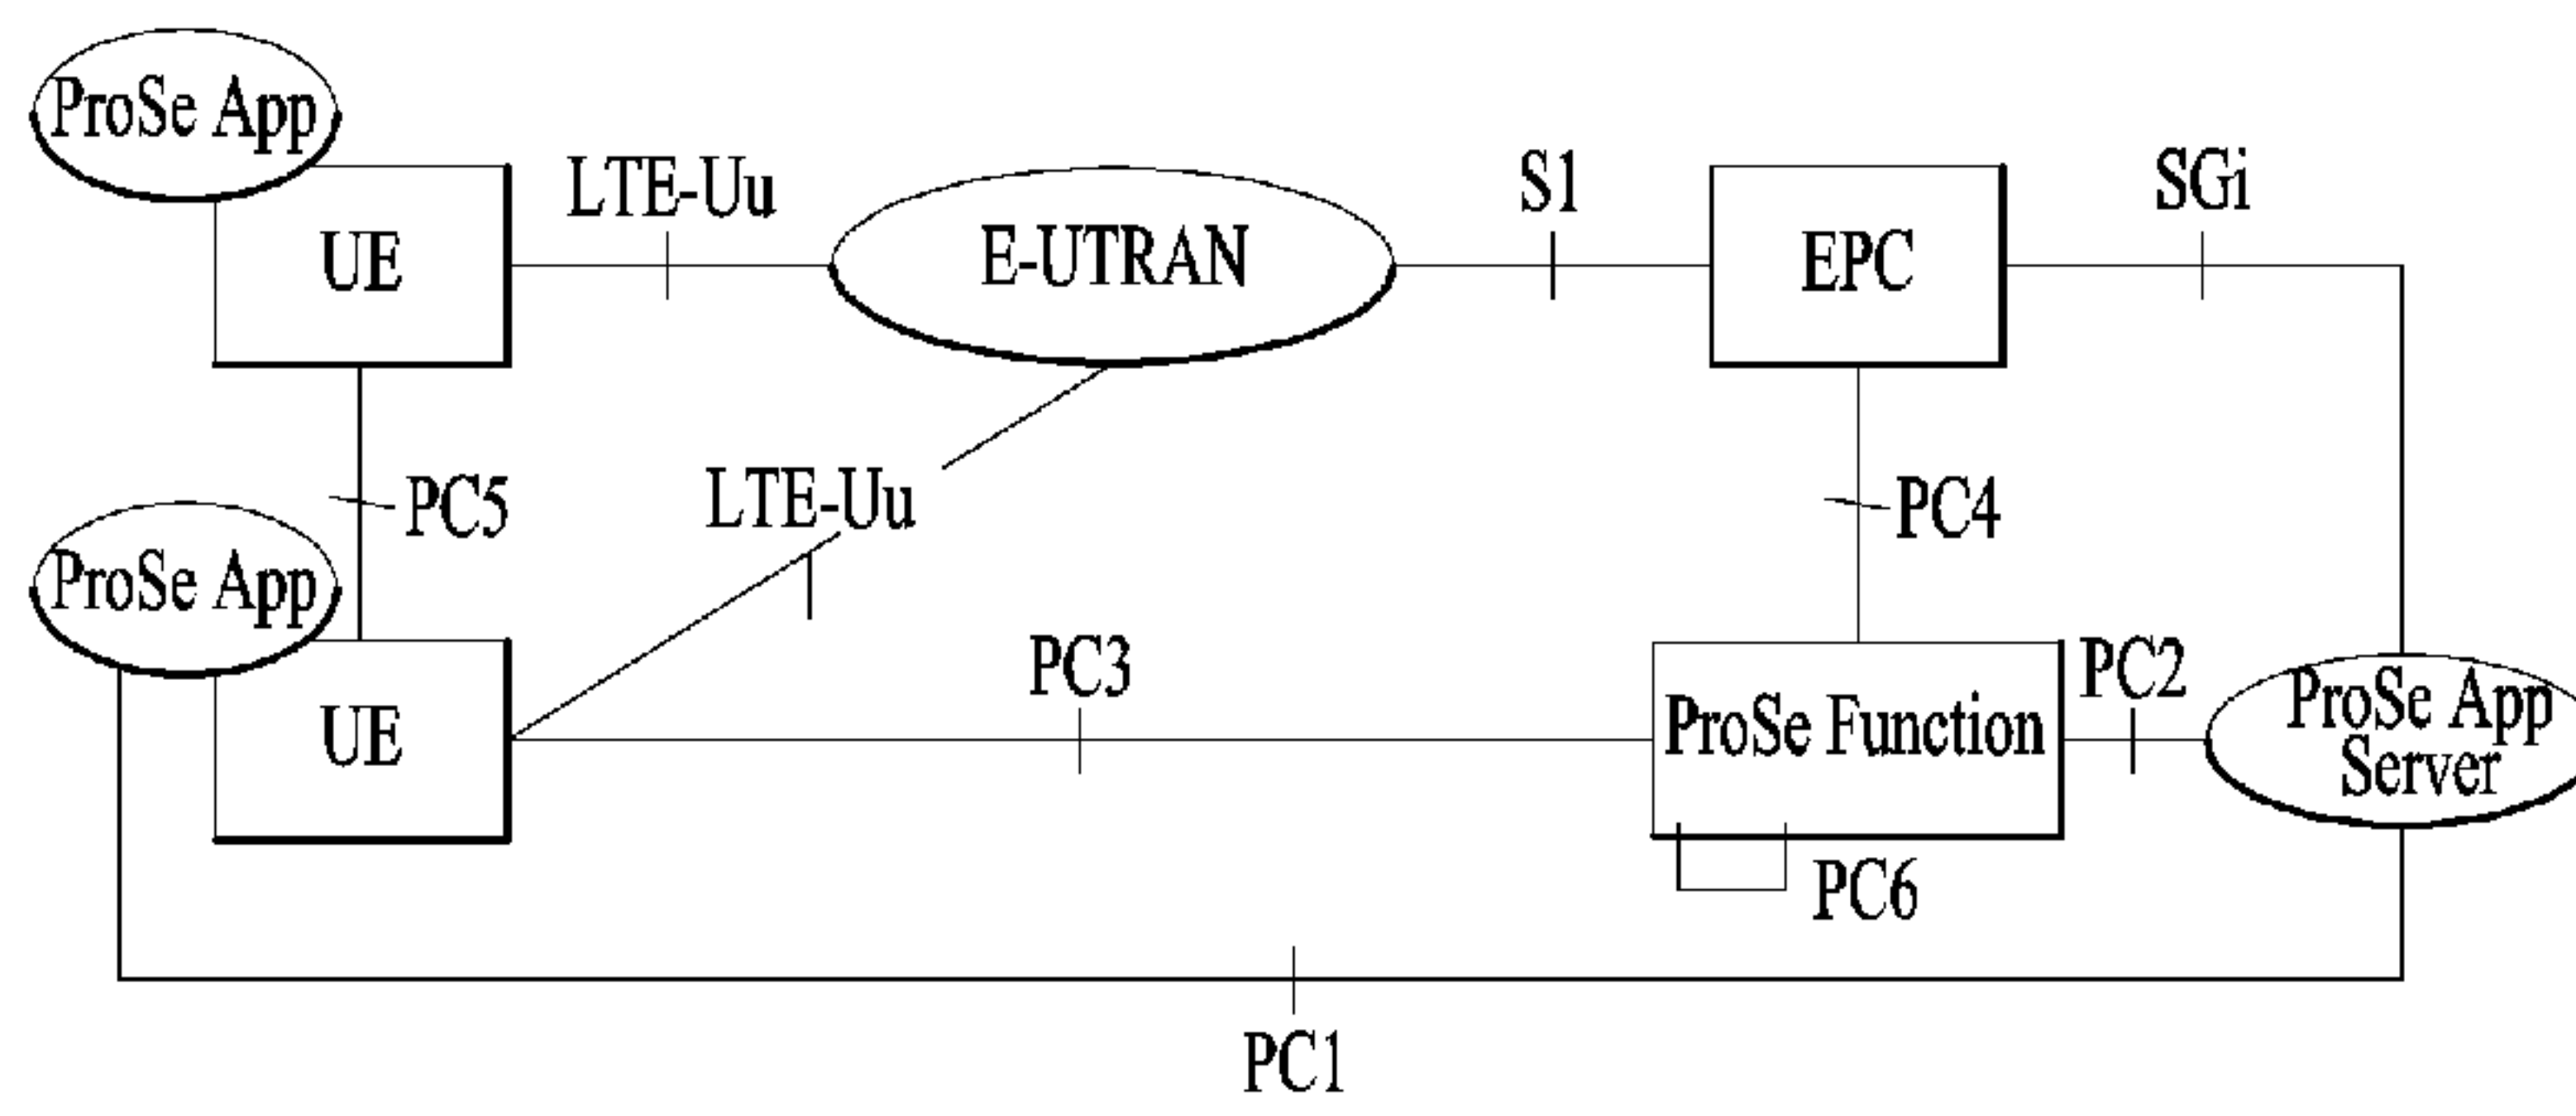 ProSe App
LTE-Uu
S1
SGi
UE
E-UTRAN
EPC
LTE-Uu
PC5
PC4
ProSe App
PC3
PC2
UE
ProSe Function
ProSe App
Server
PC6
PC1